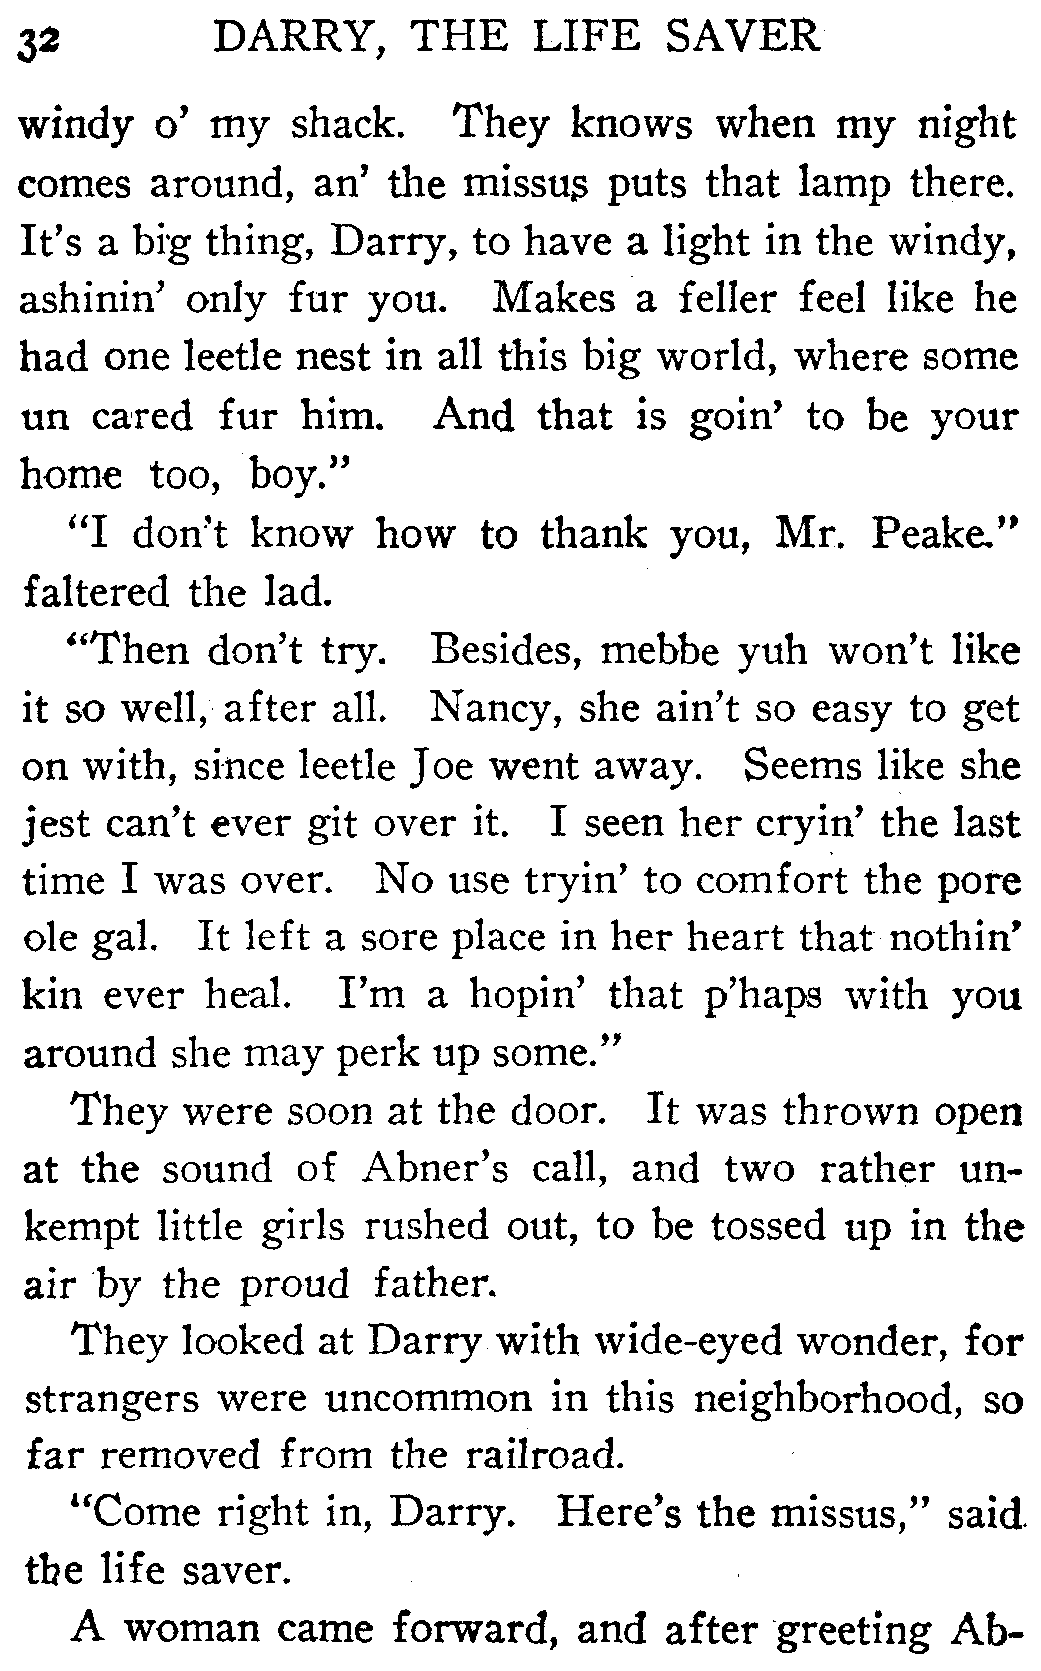 32 DARRY, THE LIFE SAVER
windy o' my shack. They knows when my night
comes around, an' the missus puts that lamp there.
It's a big thing, Darry, to have a light in the windy,
ashinin' only fur you. Makes a feller feel like he
had one leetle nest in all this big world, where some
un cared fur him. And that is goin' to be your
home too, boy."
"I don't know how to thank you, Mr. Peake."
faltered the lad.
"Then don't try. Besides, mebbe yuh won't like
it so well, after all. Nancy, she ain't so easy to get
on with, since leetle Joe went away. Seems like she
jest can't ever git over it. I seen her cryin' the last
time I was over. No use tryin' to comfort the pore
ole gal. It left a sore place in her heart that nothin'
kin ever heal. I'm a hopin' that p'haps with you
around she may perk up some."
They were soon at the door. It was thrown open
at the sound of Abner's call, and two rather un-
kempt little girls rushed out, to be tossed up in the
air by the proud father.
They looked at Darry with wide-eyed wonder, for
strangers were uncommon in this neighborhood, so
far removed from the railroad.
"Come right in, Darry. Here's the missus," said
the life saver.
A woman came forward, and after greeting Ab-